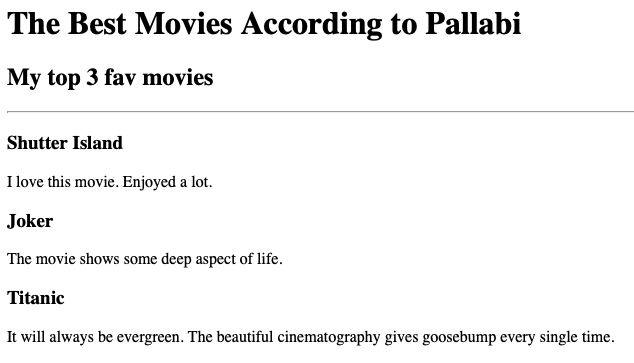 The Best Movies According to Pallabi
My top 3 fav movies
Shutter Island
I love this movie. Enjoyed a lot.
Joker
The movie shows some deep aspect of life.
Titanic
It will always be evergreen. The beautiful cinematography gives goosebump every single time.